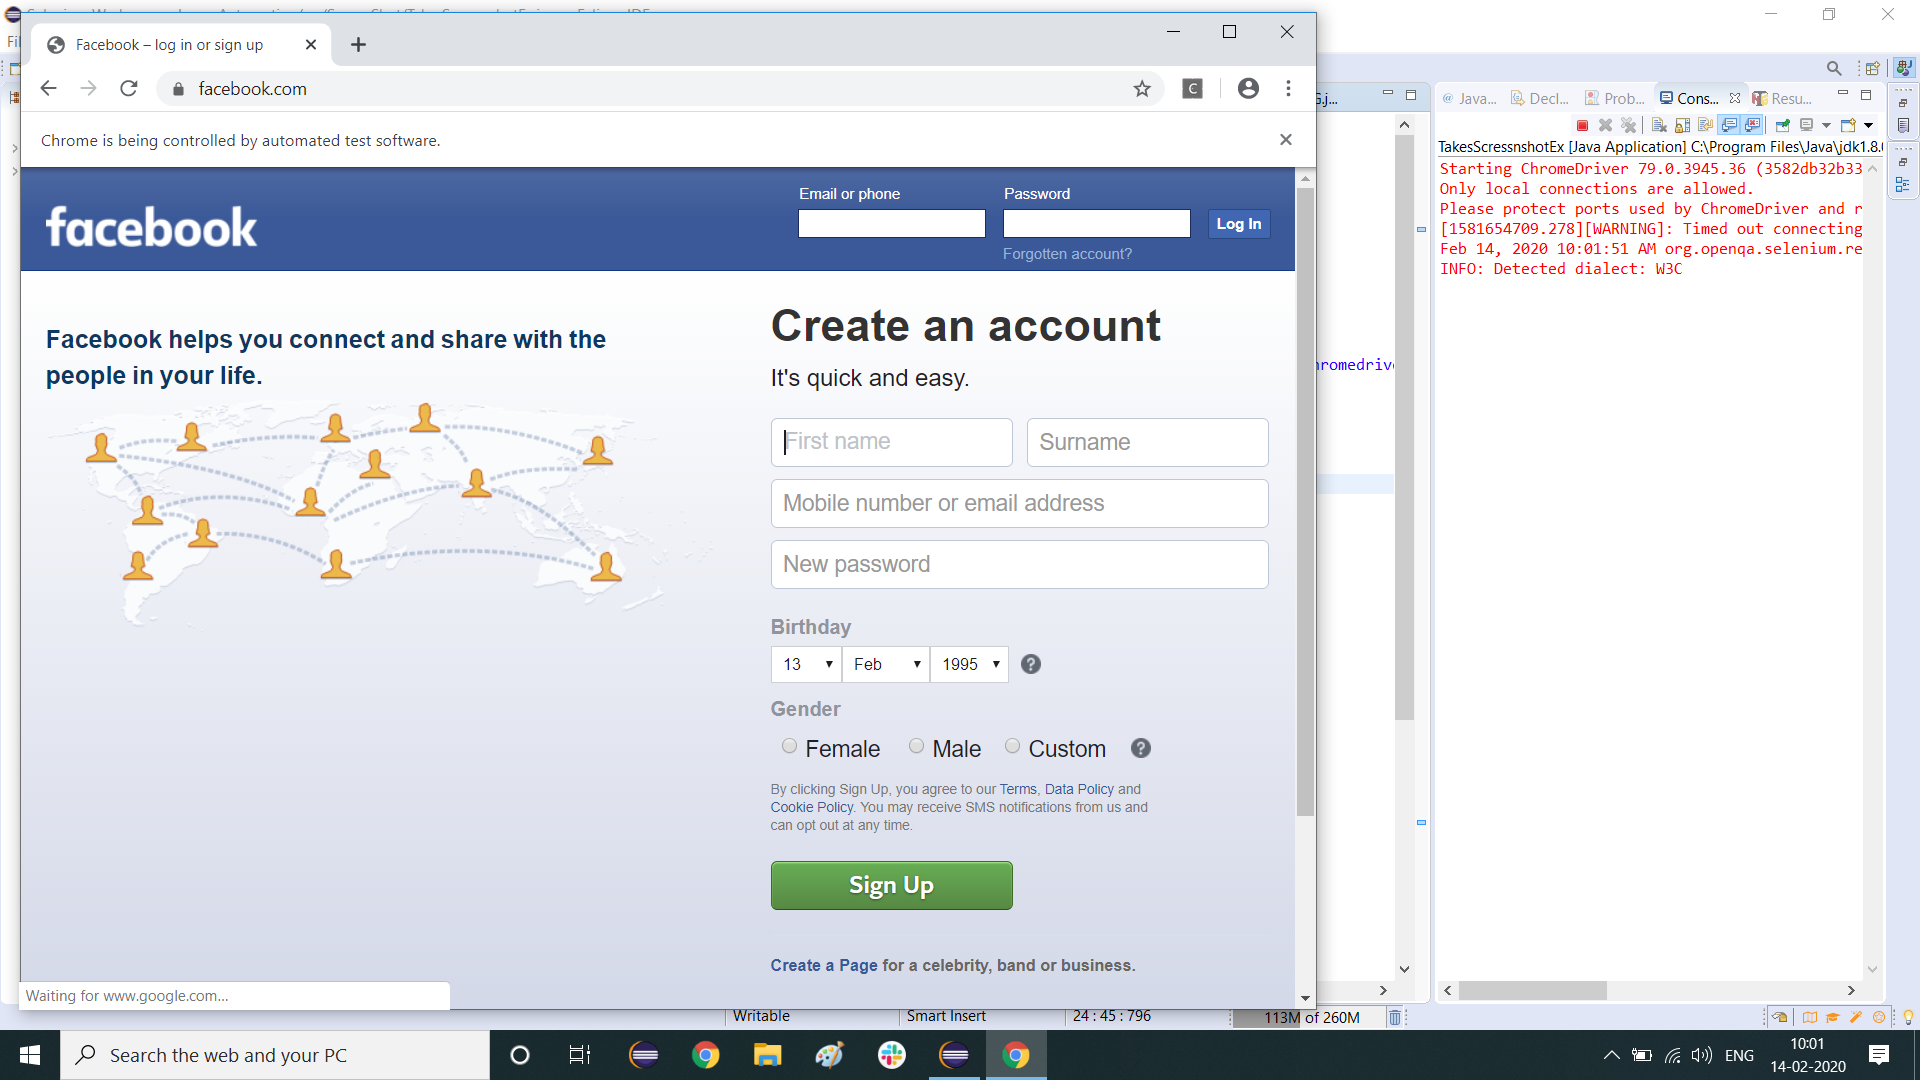 Facebook – log in or sign up
facebook.com
Chrome is being controlled by automated test software.
facebook
Email or phone
Password
Log In
Forgotten account?
Facebook helps you connect and share with the
people in your life.
Create an account
It's quick and easy.
First name
Surname
Mobile number or email address
New password
Birthday
13 Feb 1995
Gender
Female Male Custom
By clicking Sign Up, you agree to our Terms, Data Policy and
Cookie Policy. You may receive SMS notifications from us and
can opt out at any time.
Sign Up
Create a Page for a celebrity, band or business.
Waiting for www.google.com...
Java... Decl... Prob... Cons... Resu...
TakesScressnshotEx [Java Application] C:\Program Files\Java\jdk1.8.
Starting ChromeDriver 79.0.3945.36 (3582db32b33
Only local connections are allowed.
Please protect ports used by ChromeDriver and r
[1581654709.278][WARNING]: Timed out connecting
Feb 14, 2020 10:01:51 AM org.openqa.selenium.re
INFO: Detected dialect: W3C
hromedriv
Writable
Smart Insert
24 : 45 : 796
113M of 260M
Search the web and your PC
ENG
10:01
14-02-2020